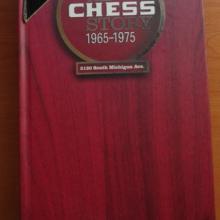 CHESS
STORY
1965-1975
2120 South Michigan Ave.